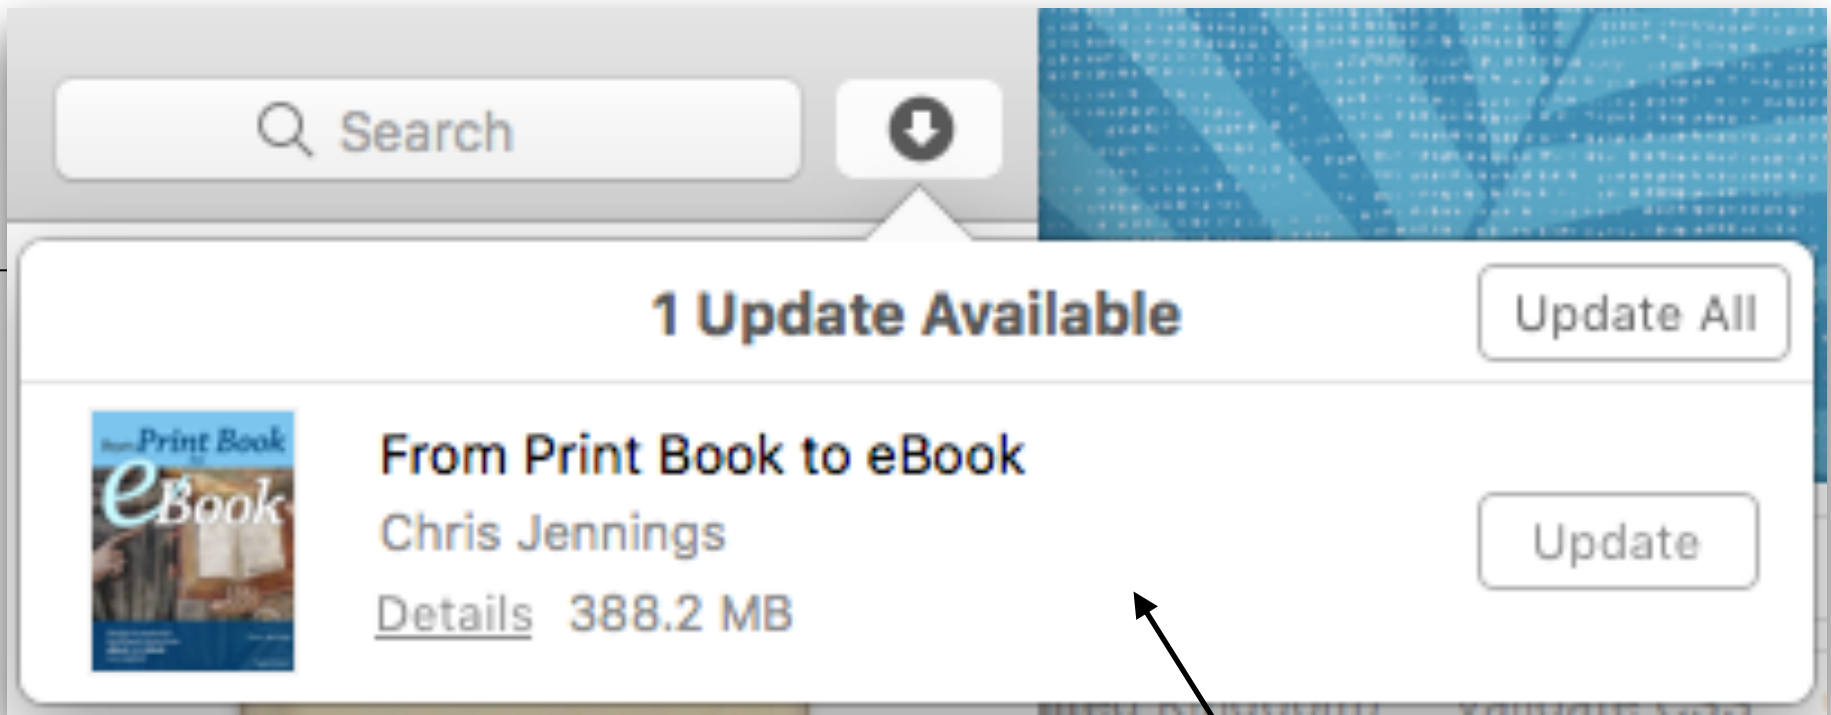 Search
1 Update Available
Update All
From Print Book
eBook
From Print Book to eBook
Chris Jennings
Details 388.2 MB
Update